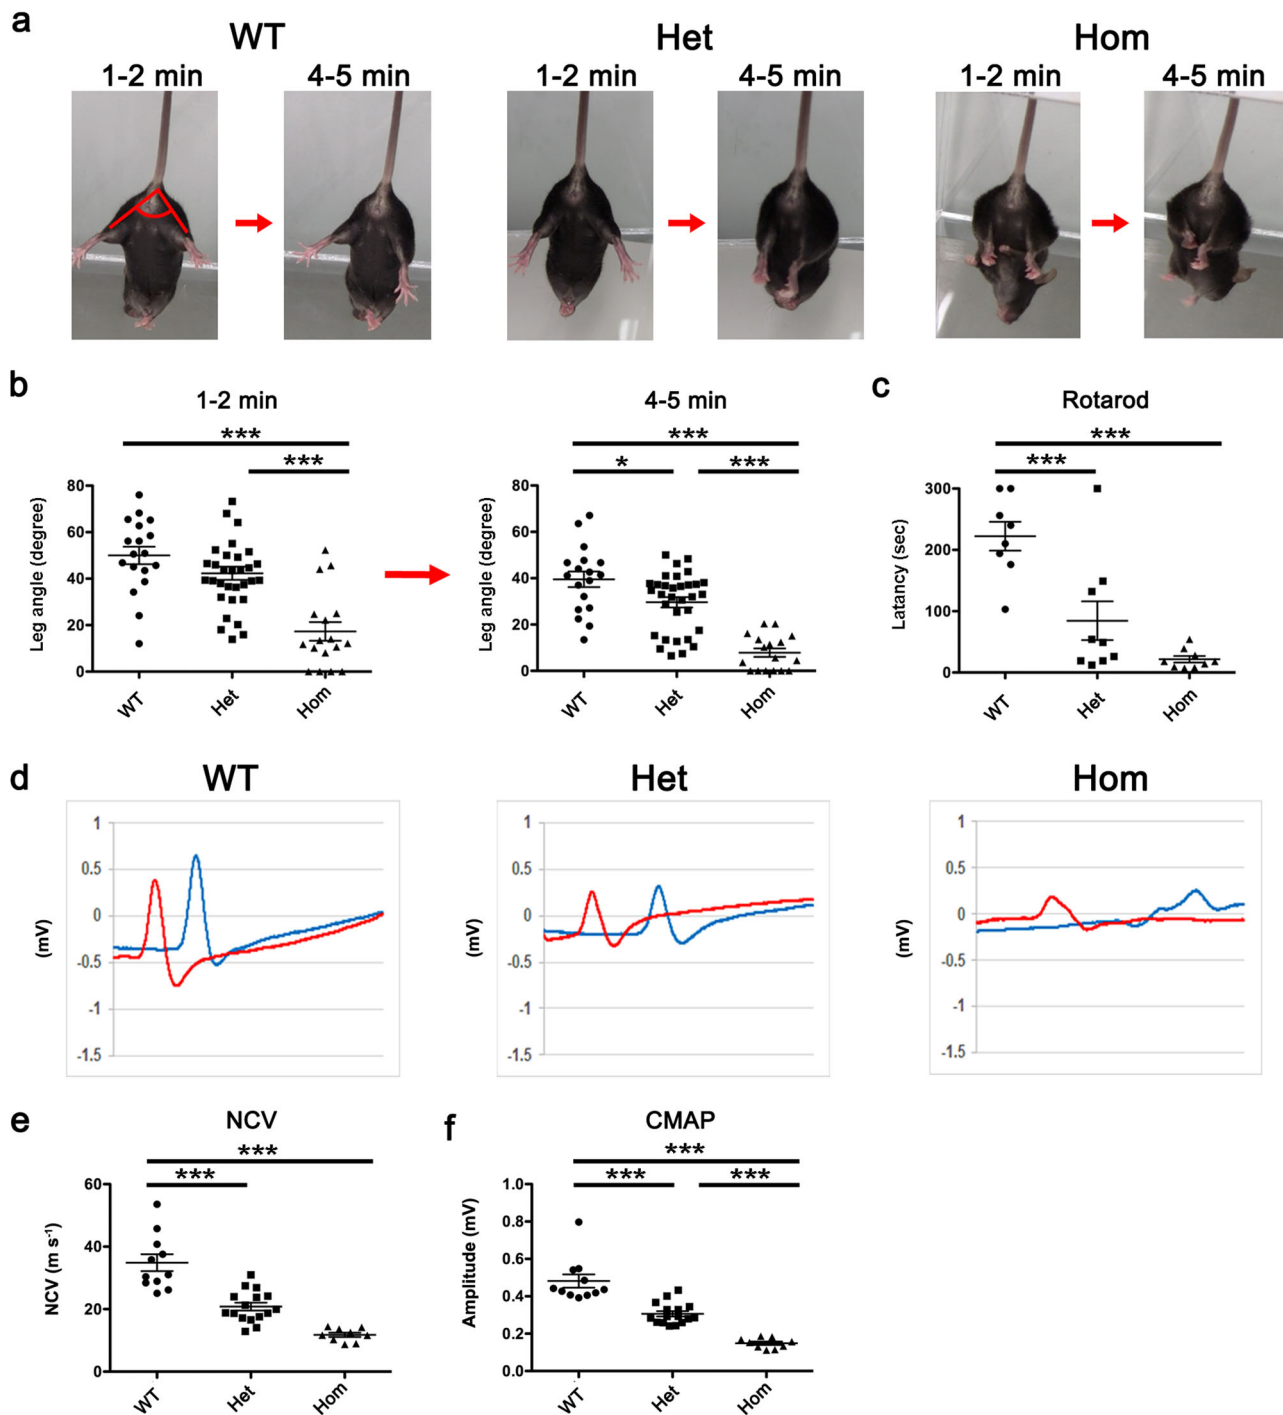 a
WT
Het
Hom
1-2 min
4-5 min
1-2 min
4-5 min
1-2 min
4-5 min
b
1-2 min
***
***
Leg angle (degree)
80
60
40
20
0
WT
Het
Hom
4-5 min
***
*
***
Leg angle (degree)
80
60
40
20
0
WT
Het
Hom
c
Rotarod
***
***
Latancy (sec)
300
200
100
0
WT
Het
Hom
d
WT
(mV)
1
0.5
0
-0.5
-1
-1.5
Het
(mV)
1
0.5
0
-0.5
-1
-1.5
Hom
(mV)
1
0.5
0
-0.5
-1
-1.5
e
NCV
***
***
NCV (m s⁻¹)
60
40
20
0
WT
Het
Hom
f
CMAP
***
***
***
Amplitude (mV)
1.0
0.8
0.6
0.4
0.2
0.0
WT
Het
Hom